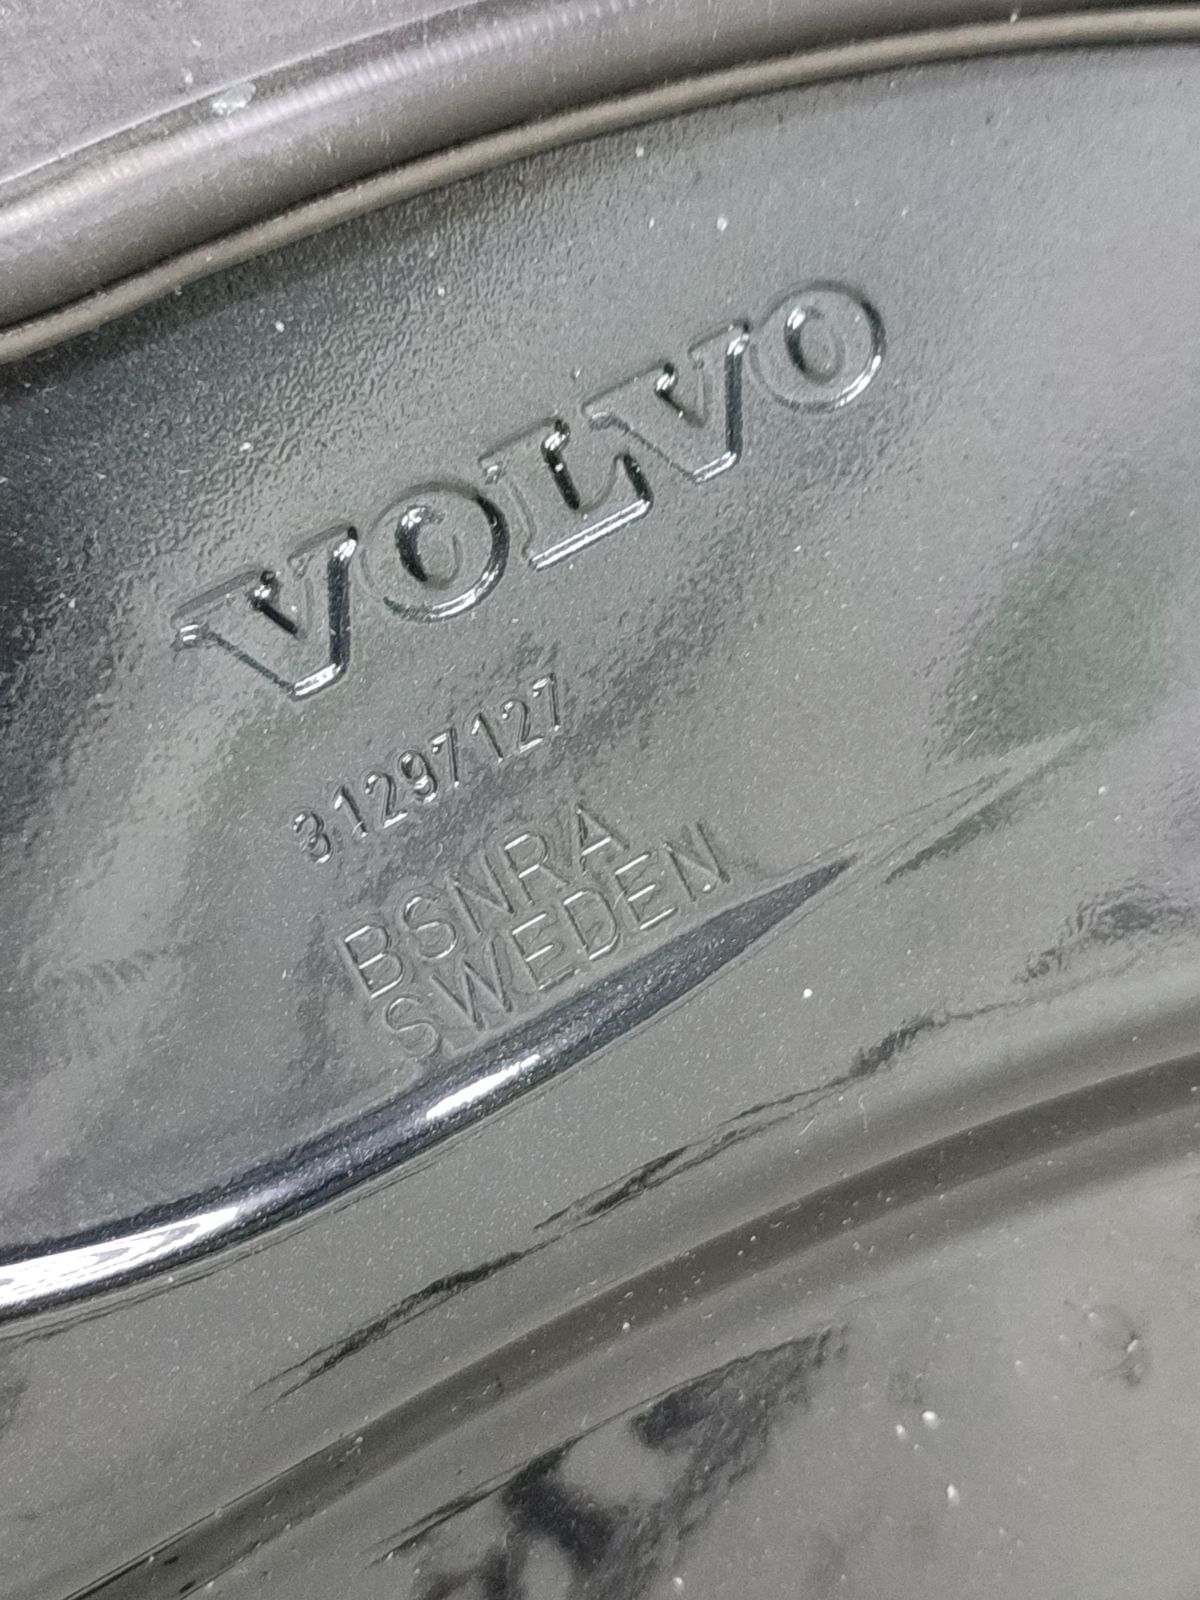 VOLVO
31297127
BSNRA
SWEDEN